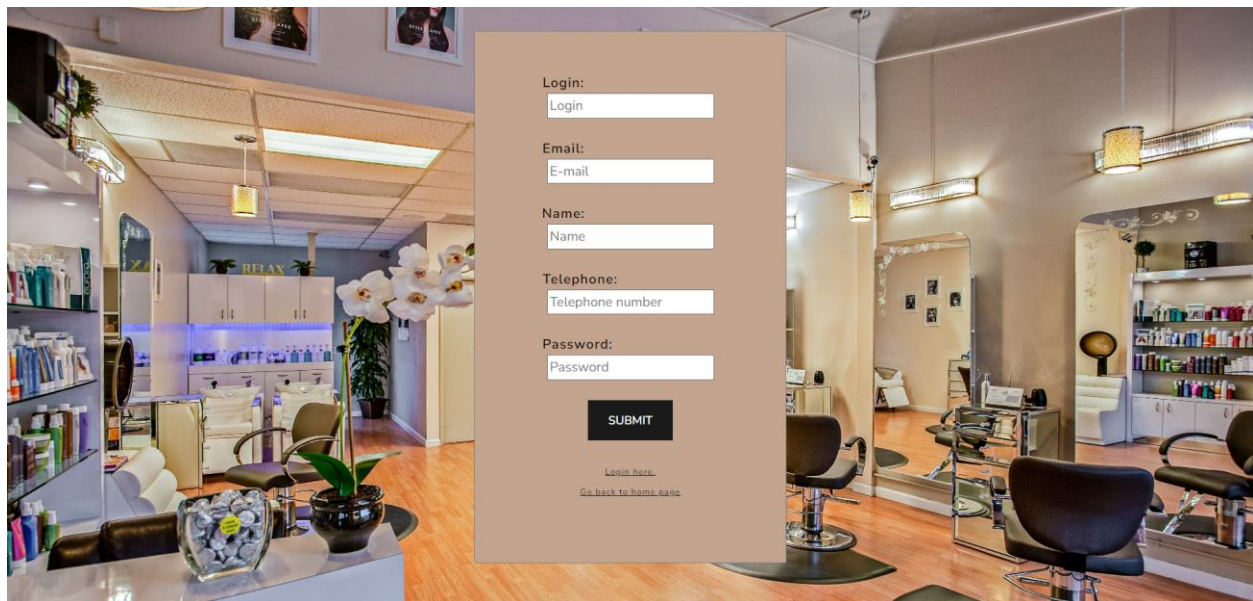 Login:
Login
Email:
E-mail
Name:
Name
Telephone:
Telephone number
Password:
Password
SUBMIT
Login here.
Go back to home page
RELAX